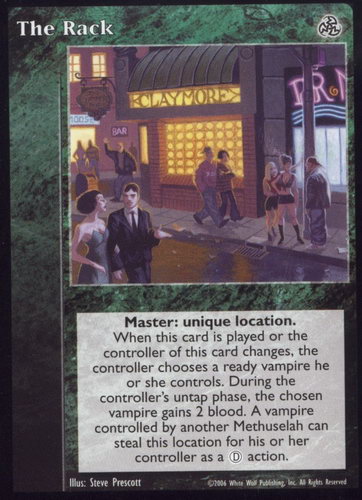 The Rack
CLAYMORE
BAR
Master: unique location.
When this card is played or the
controller of this card changes, the
controller chooses a ready vampire he
or she controls. During the
controller's untap phase, the chosen
vampire gains 2 blood. A vampire
controlled by another Methuselah can
steal this location for his or her
controller as a Ⓓ action.
Illus: Steve Prescott
©2006 White Wolf Publishing, Inc. All Rights Reserved